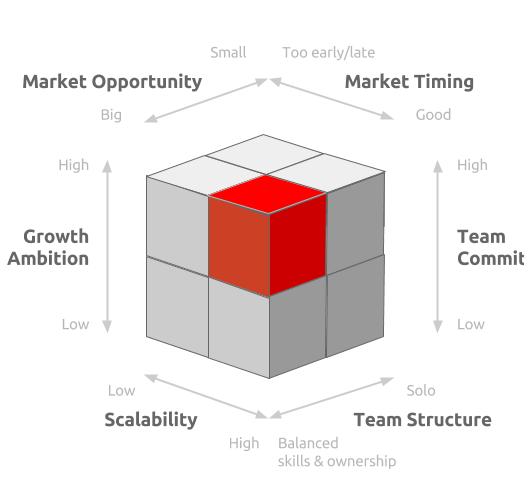 Small
Too early/late
Market Opportunity
Market Timing
Big
Good
High
High
Growth
Ambition
Team
Commit
Low
Low
Low
Solo
Scalability
Team Structure
High
Balanced
skills & ownership